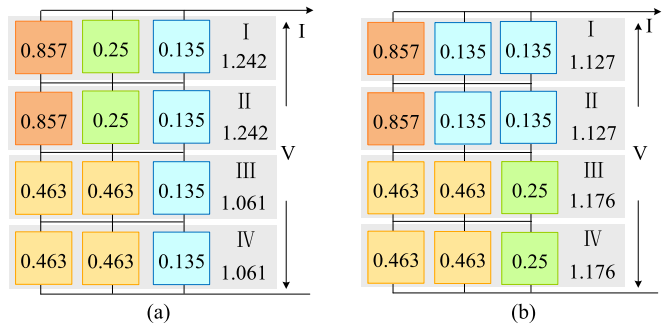 I
0.857 0.25 0.135 I
1.242
0.857 0.25 0.135 II
1.242
V
0.463 0.463 0.135 III
1.061
0.463 0.463 0.135 IV
1.061
(a)
I
0.857 0.135 0.135 I
1.127
0.857 0.135 0.135 II
1.127
V
0.463 0.463 0.25 III
1.176
0.463 0.463 0.25 IV
1.176
(b)